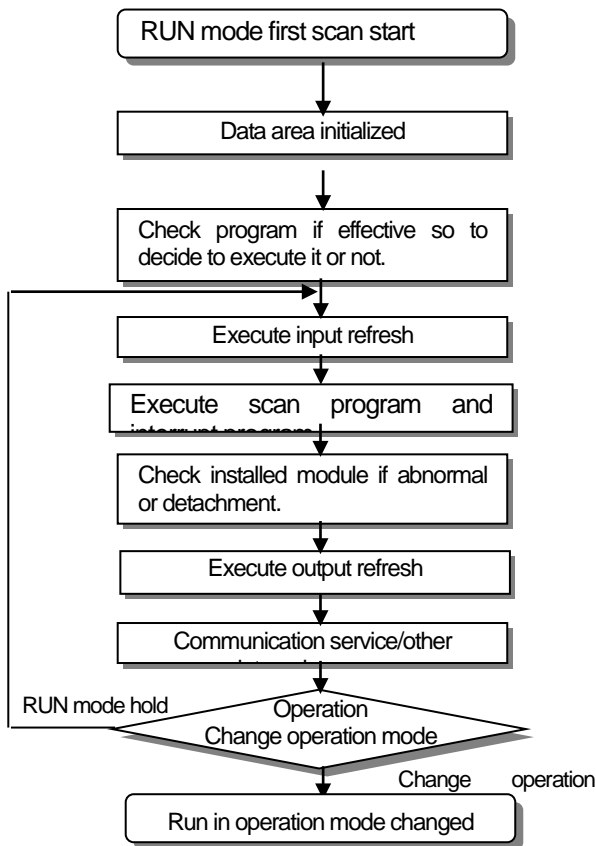 RUN mode first scan start
Data area initialized
Check program if effective so to
decide to execute it or not.
Execute input refresh
Execute scan program and
Check installed module if abnormal
or detachment.
Execute output refresh
Communication service/other
RUN mode hold
Operation
Change operation mode
Change operation
Run in operation mode changed